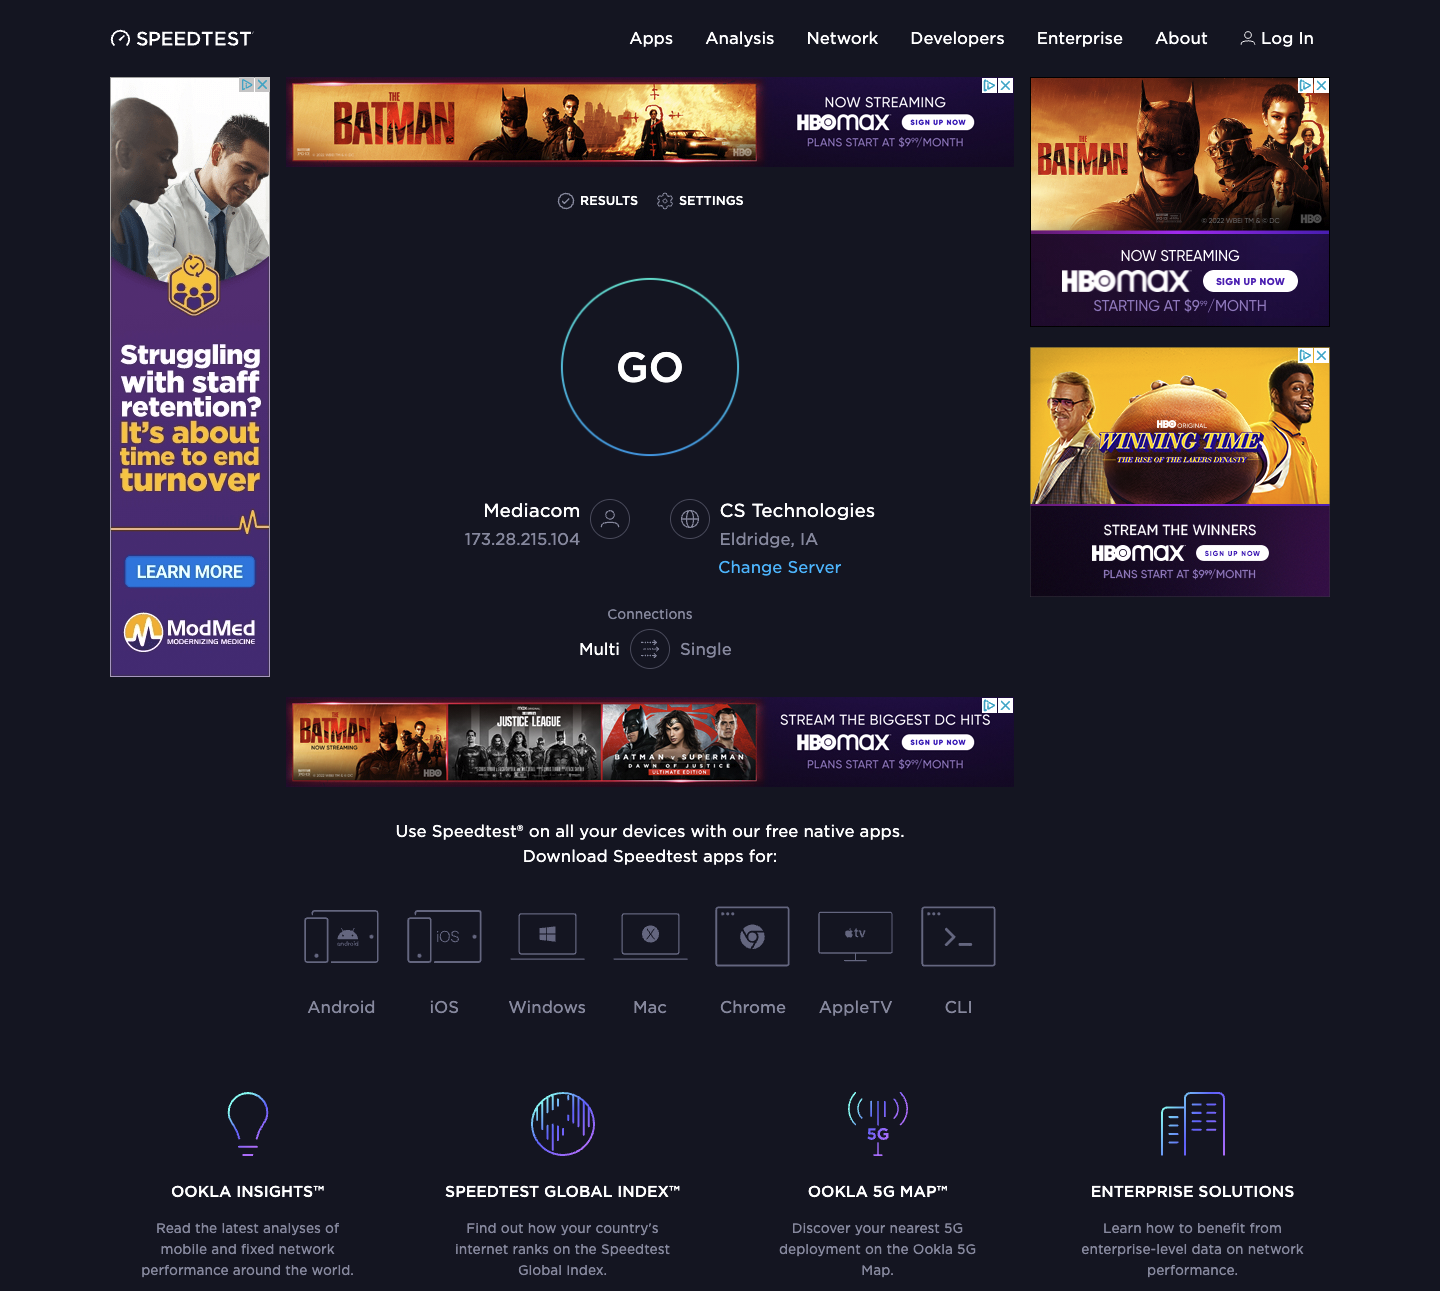 SPEEDTEST
Apps
Analysis
Network
Developers
Enterprise
About
Log In
Struggling
with staff
retention?
It's about
time to end
turnover
LEARN MORE
ModMed
MODERNIZING MEDICINE
THE
BATMAN
HBO
NOW STREAMING
HBOMAX
SIGN UP NOW
PLANS START AT $9⁹⁹/MONTH
RESULTS
SETTINGS
GO
Mediacom
173.28.215.104
CS Technologies
Eldridge, IA
Change Server
Connections
Multi
Single
THE
BATMAN
© 2022 WBEI TM & © DC
HBO
NOW STREAMING
HBOMAX
SIGN UP NOW
STARTING AT $9⁹⁹/MONTH
HBO ORIGINAL
WINNING TIME
THE RISE OF THE LAKERS DYNASTY
STREAM THE WINNERS
HBOMAX
SIGN UP NOW
PLANS START AT $9⁹⁹/MONTH
THE
BATMAN
NOW STREAMING
HBO
JUSTICE LEAGUE
BATMAN V SUPERMAN
DAWN OF JUSTICE
ULTIMATE EDITION
STREAM THE BIGGEST DC HITS
HBOMAX
SIGN UP NOW
PLANS START AT $9⁹⁹/MONTH
Use Speedtest® on all your devices with our free native apps.
Download Speedtest apps for:
android
iOS
X
tv
Android
iOS
Windows
Mac
Chrome
AppleTV
CLI
5G
OOKLA INSIGHTS™
Read the latest analyses of
mobile and fixed network
performance around the world.
SPEEDTEST GLOBAL INDEX™
Find out how your country's
internet ranks on the Speedtest
Global Index.
OOKLA 5G MAP™
Discover your nearest 5G
deployment on the Ookla 5G
Map.
ENTERPRISE SOLUTIONS
Learn how to benefit from
enterprise-level data on network
performance.